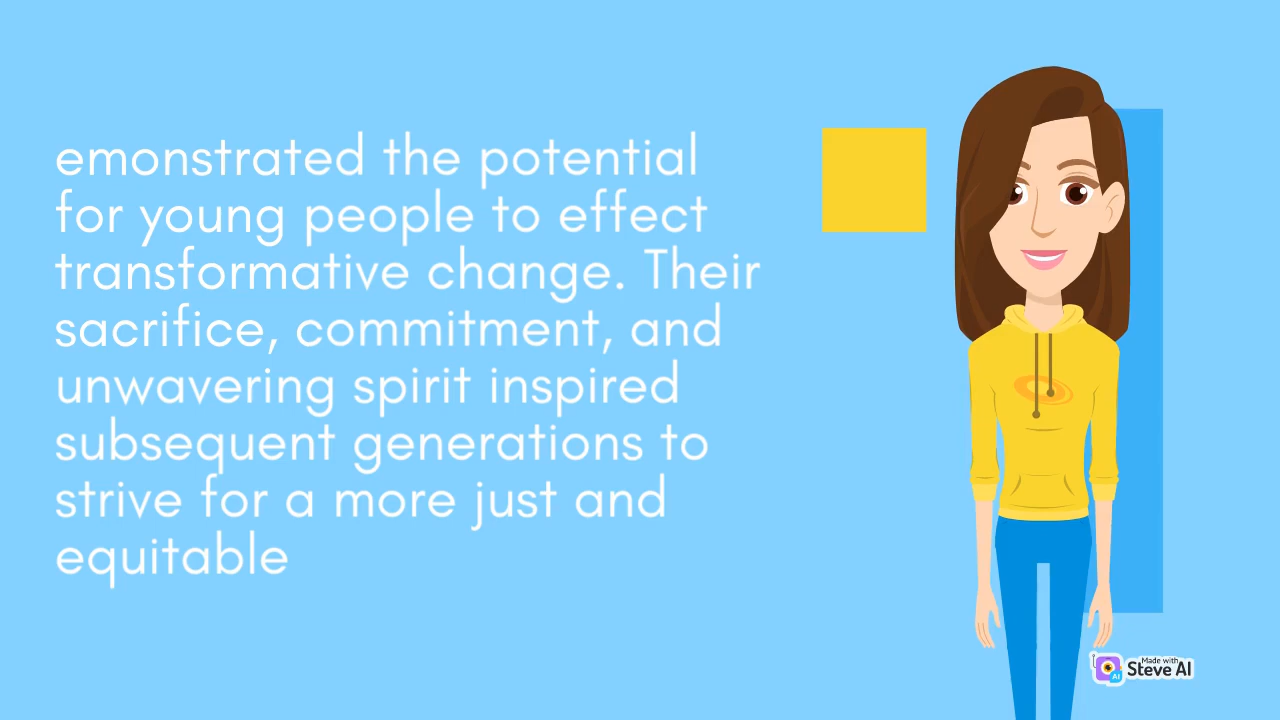 emonstrated the potential
for young people to effect
transformative change. Their
sacrifice, commitment, and
unwavering spirit inspired
subsequent generations to
strive for a more just and
equitable
Made with
Steve AI
AI